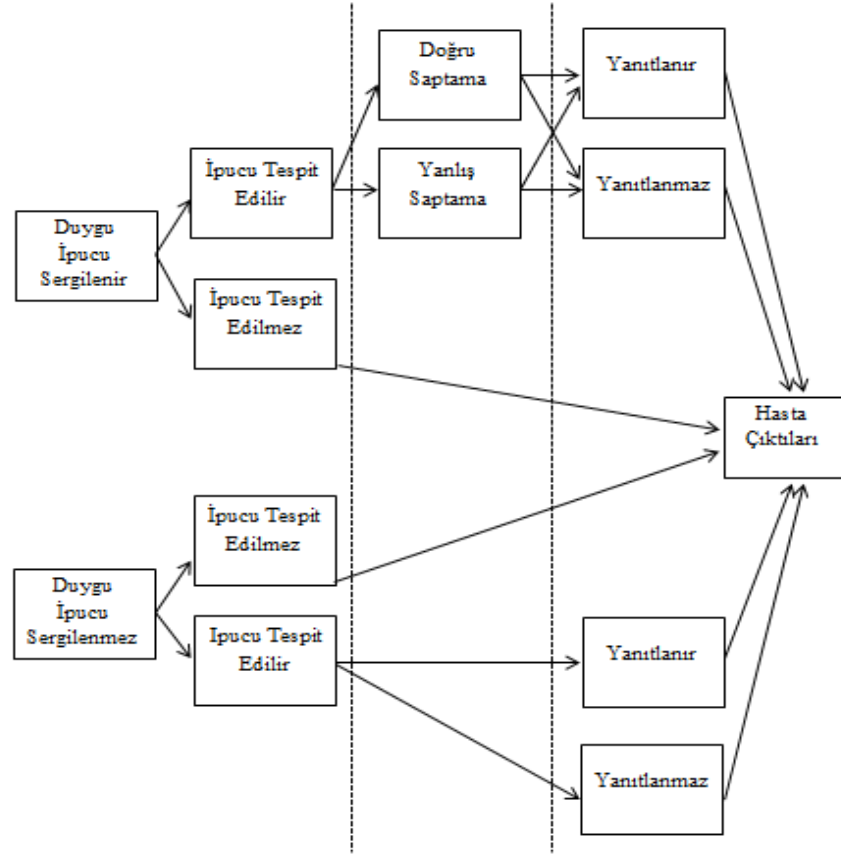 Doğru
Saptama
Yanıtlanır
İpucu Tespit
Edilir
Yanlış
Saptama
Yanıtlanmaz
Duygu
İpucu
Sergilenir
İpucu Tespit
Edilmez
Hasta
Çıktıları
İpucu Tespit
Edilmez
Duygu
İpucu
Sergilenmez
Ipucu Tespit
Edilir
Yanıtlanır
Yanıtlanmaz